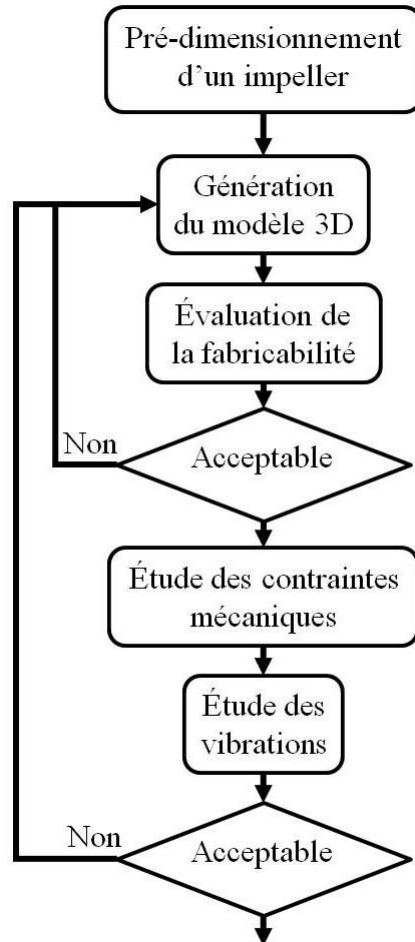 Pré-dimensionnement
d’un impeller
Génération
du modèle 3D
Évaluation de
la fabricabilité
Non
Acceptable
Étude des contraintes
mécaniques
Étude des
vibrations
Non
Acceptable